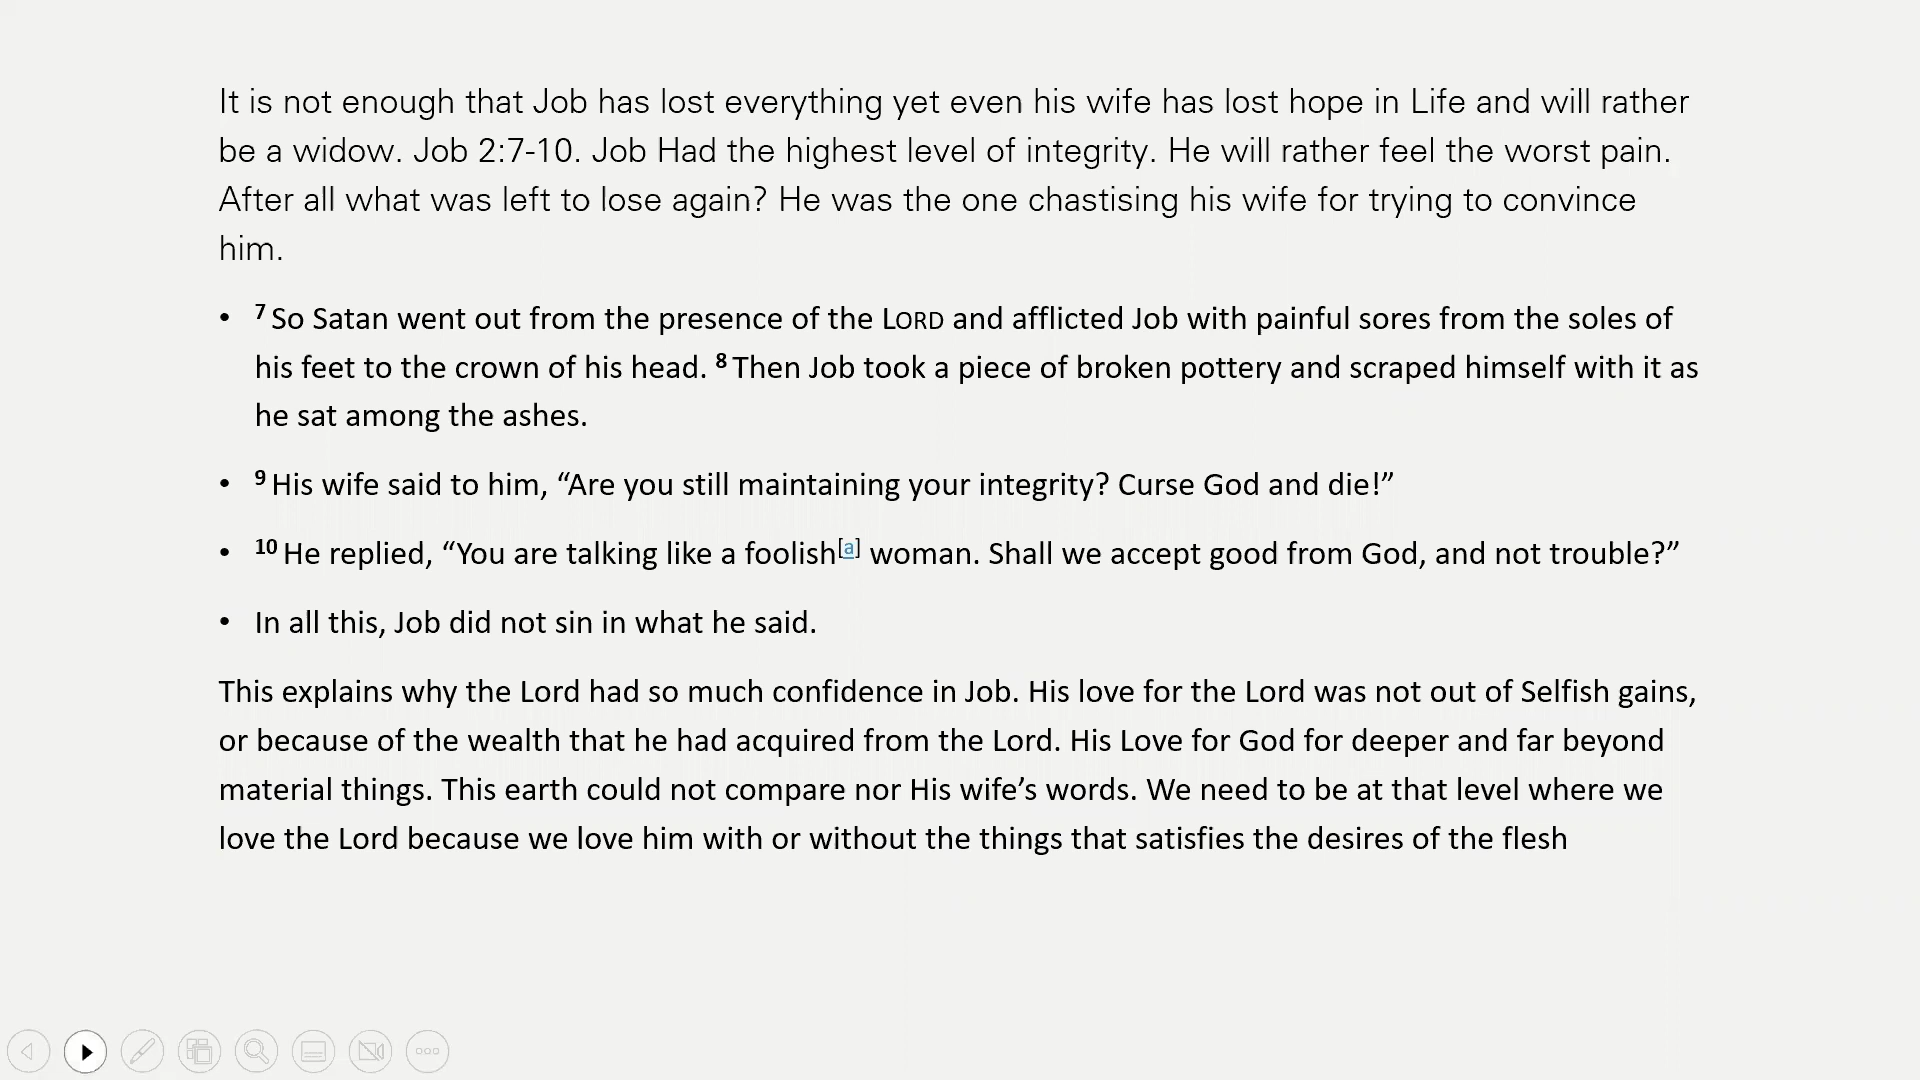 It is not enough that Job has lost everything yet even his wife has lost hope in Life and will rather
be a widow. Job 2:7-10. Job Had the highest level of integrity. He will rather feel the worst pain.
After all what was left to lose again? He was the one chastising his wife for trying to convince
him.
• 7 So Satan went out from the presence of the LORD and afflicted Job with painful sores from the soles of
his feet to the crown of his head. 8 Then Job took a piece of broken pottery and scraped himself with it as
he sat among the ashes.
• 9 His wife said to him, “Are you still maintaining your integrity? Curse God and die!”
• 10 He replied, “You are talking like a foolish[a] woman. Shall we accept good from God, and not trouble?”
• In all this, Job did not sin in what he said.
This explains why the Lord had so much confidence in Job. His love for the Lord was not out of Selfish gains,
or because of the wealth that he had acquired from the Lord. His Love for God for deeper and far beyond
material things. This earth could not compare nor His wife’s words. We need to be at that level where we
love the Lord because we love him with or without the things that satisfies the desires of the flesh